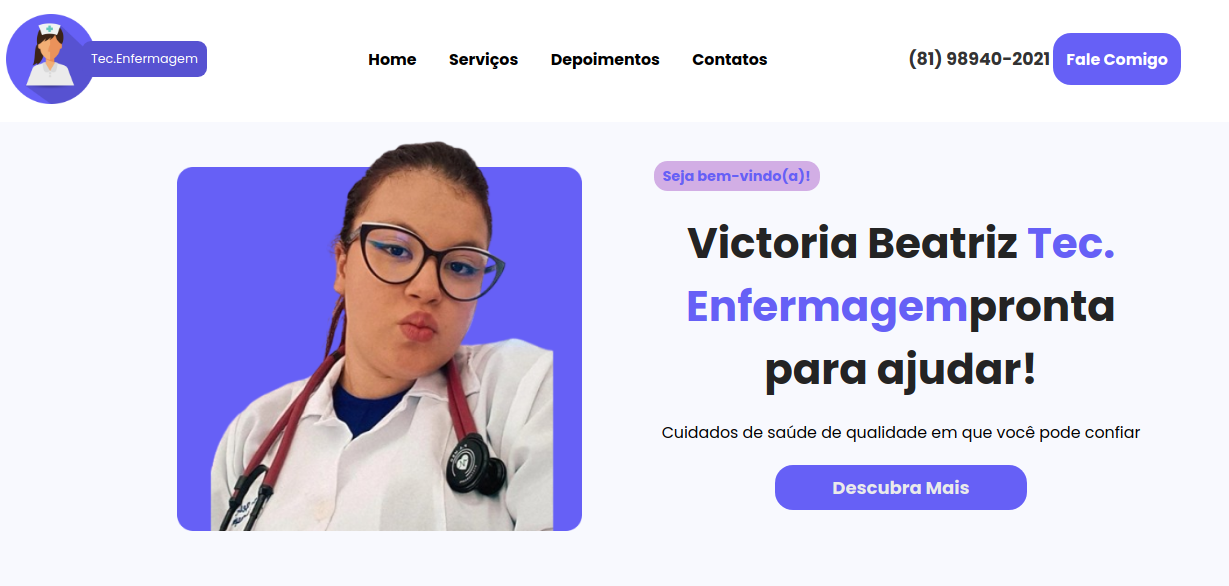 Tec.Enfermagem
Home
Serviços
Depoimentos
Contatos
(81) 98940-2021
Fale Comigo
Seja bem-vindo(a)!
Victoria Beatriz Tec.
Enfermagempronta
para ajudar!
Cuidados de saúde de qualidade em que você pode confiar
Descubra Mais